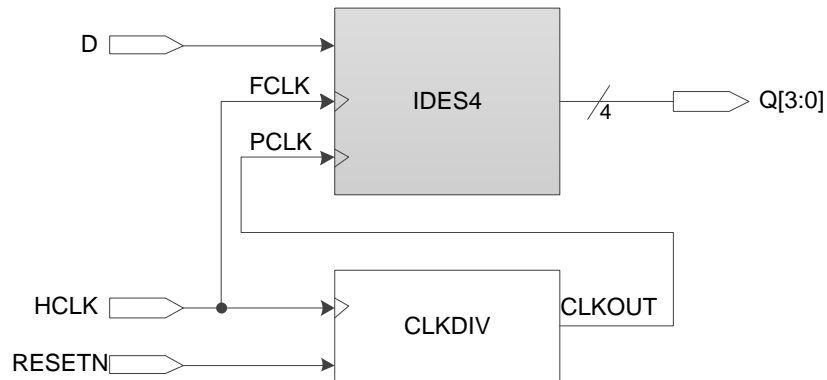 D
FCLK
IDES4
4
Q[3:0]
PCLK
HCLK
CLKDIV
CLKOUT
RESETN